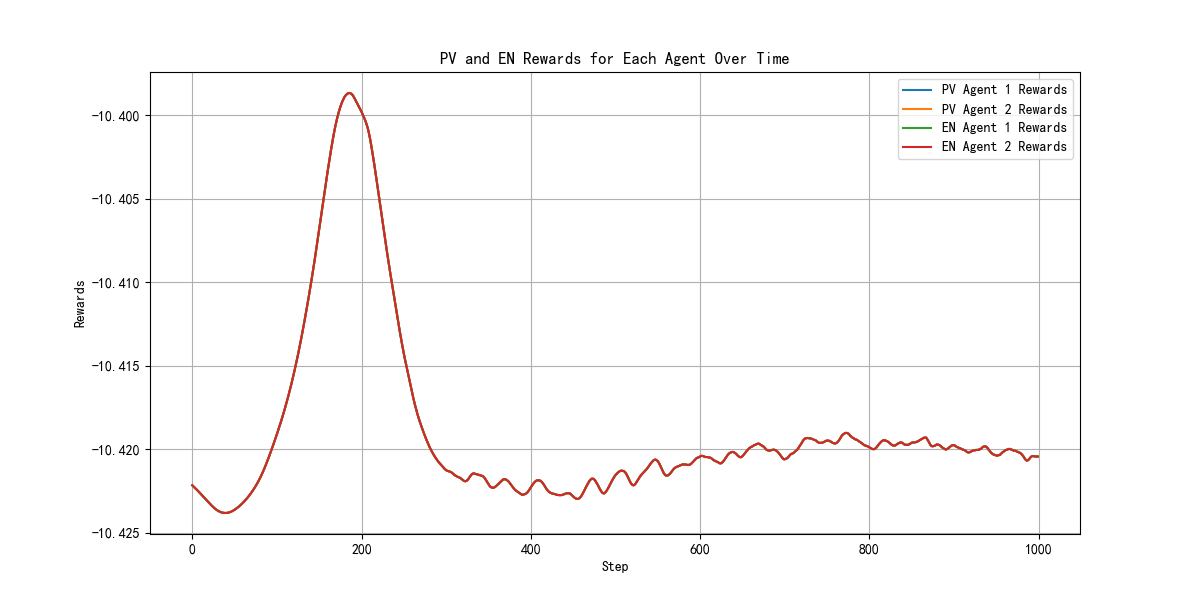 PV and EN Rewards for Each Agent Over Time
PV Agent 1 Rewards
PV Agent 2 Rewards
EN Agent 1 Rewards
EN Agent 2 Rewards
Rewards
−10.400
−10.405
−10.410
−10.415
−10.420
−10.425
0 200 400 600 800 1000
Step